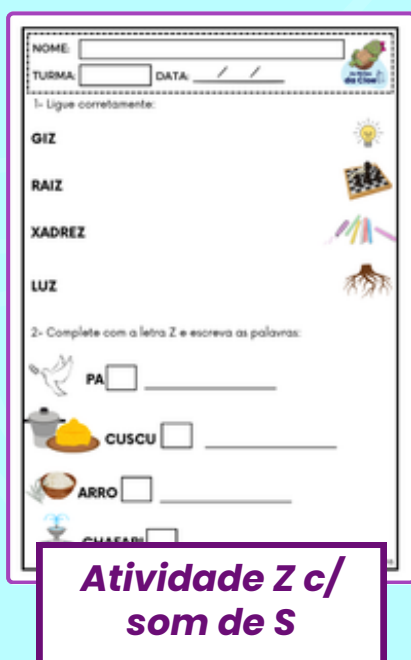 NOME:
TURMA: DATA: / /
1- Ligue corretamente:
GIZ
RAIZ
XADREZ
LUZ
2- Complete com a letra Z e escreva as palavras:
PA
CUSCU
ARRO
CHAFARI
Atividade Z c/
som de S